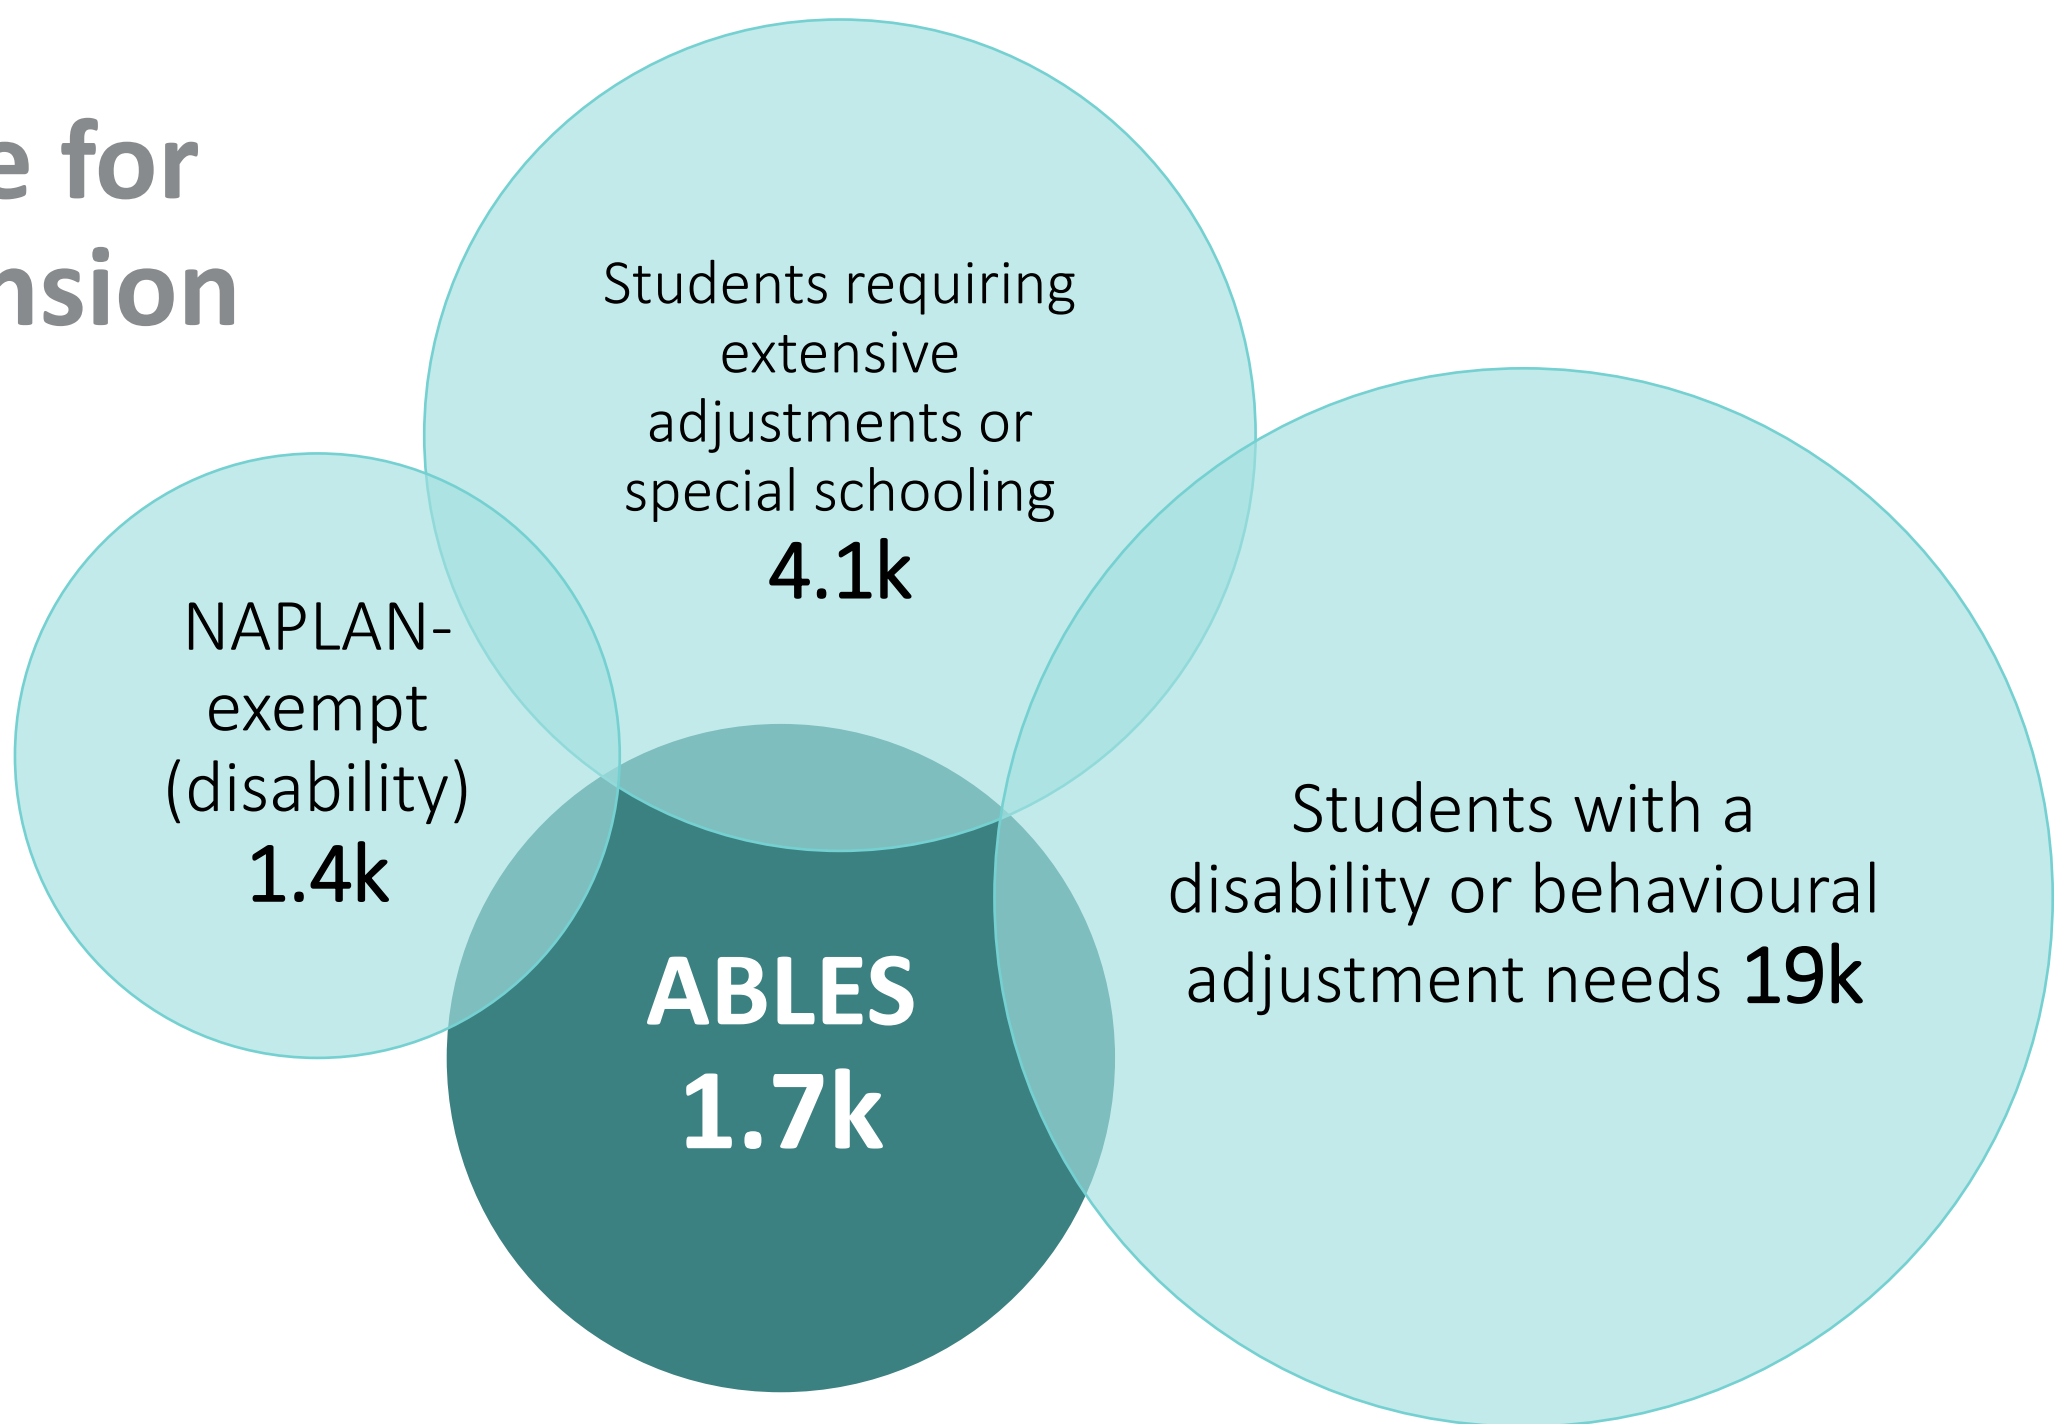 e for
nsion
Students requiring
extensive
adjustments or
special schooling
4.1k
NAPLAN-
exempt
(disability)
1.4k
Students with a
disability or behavioural
adjustment needs 19k
ABLES
1.7k